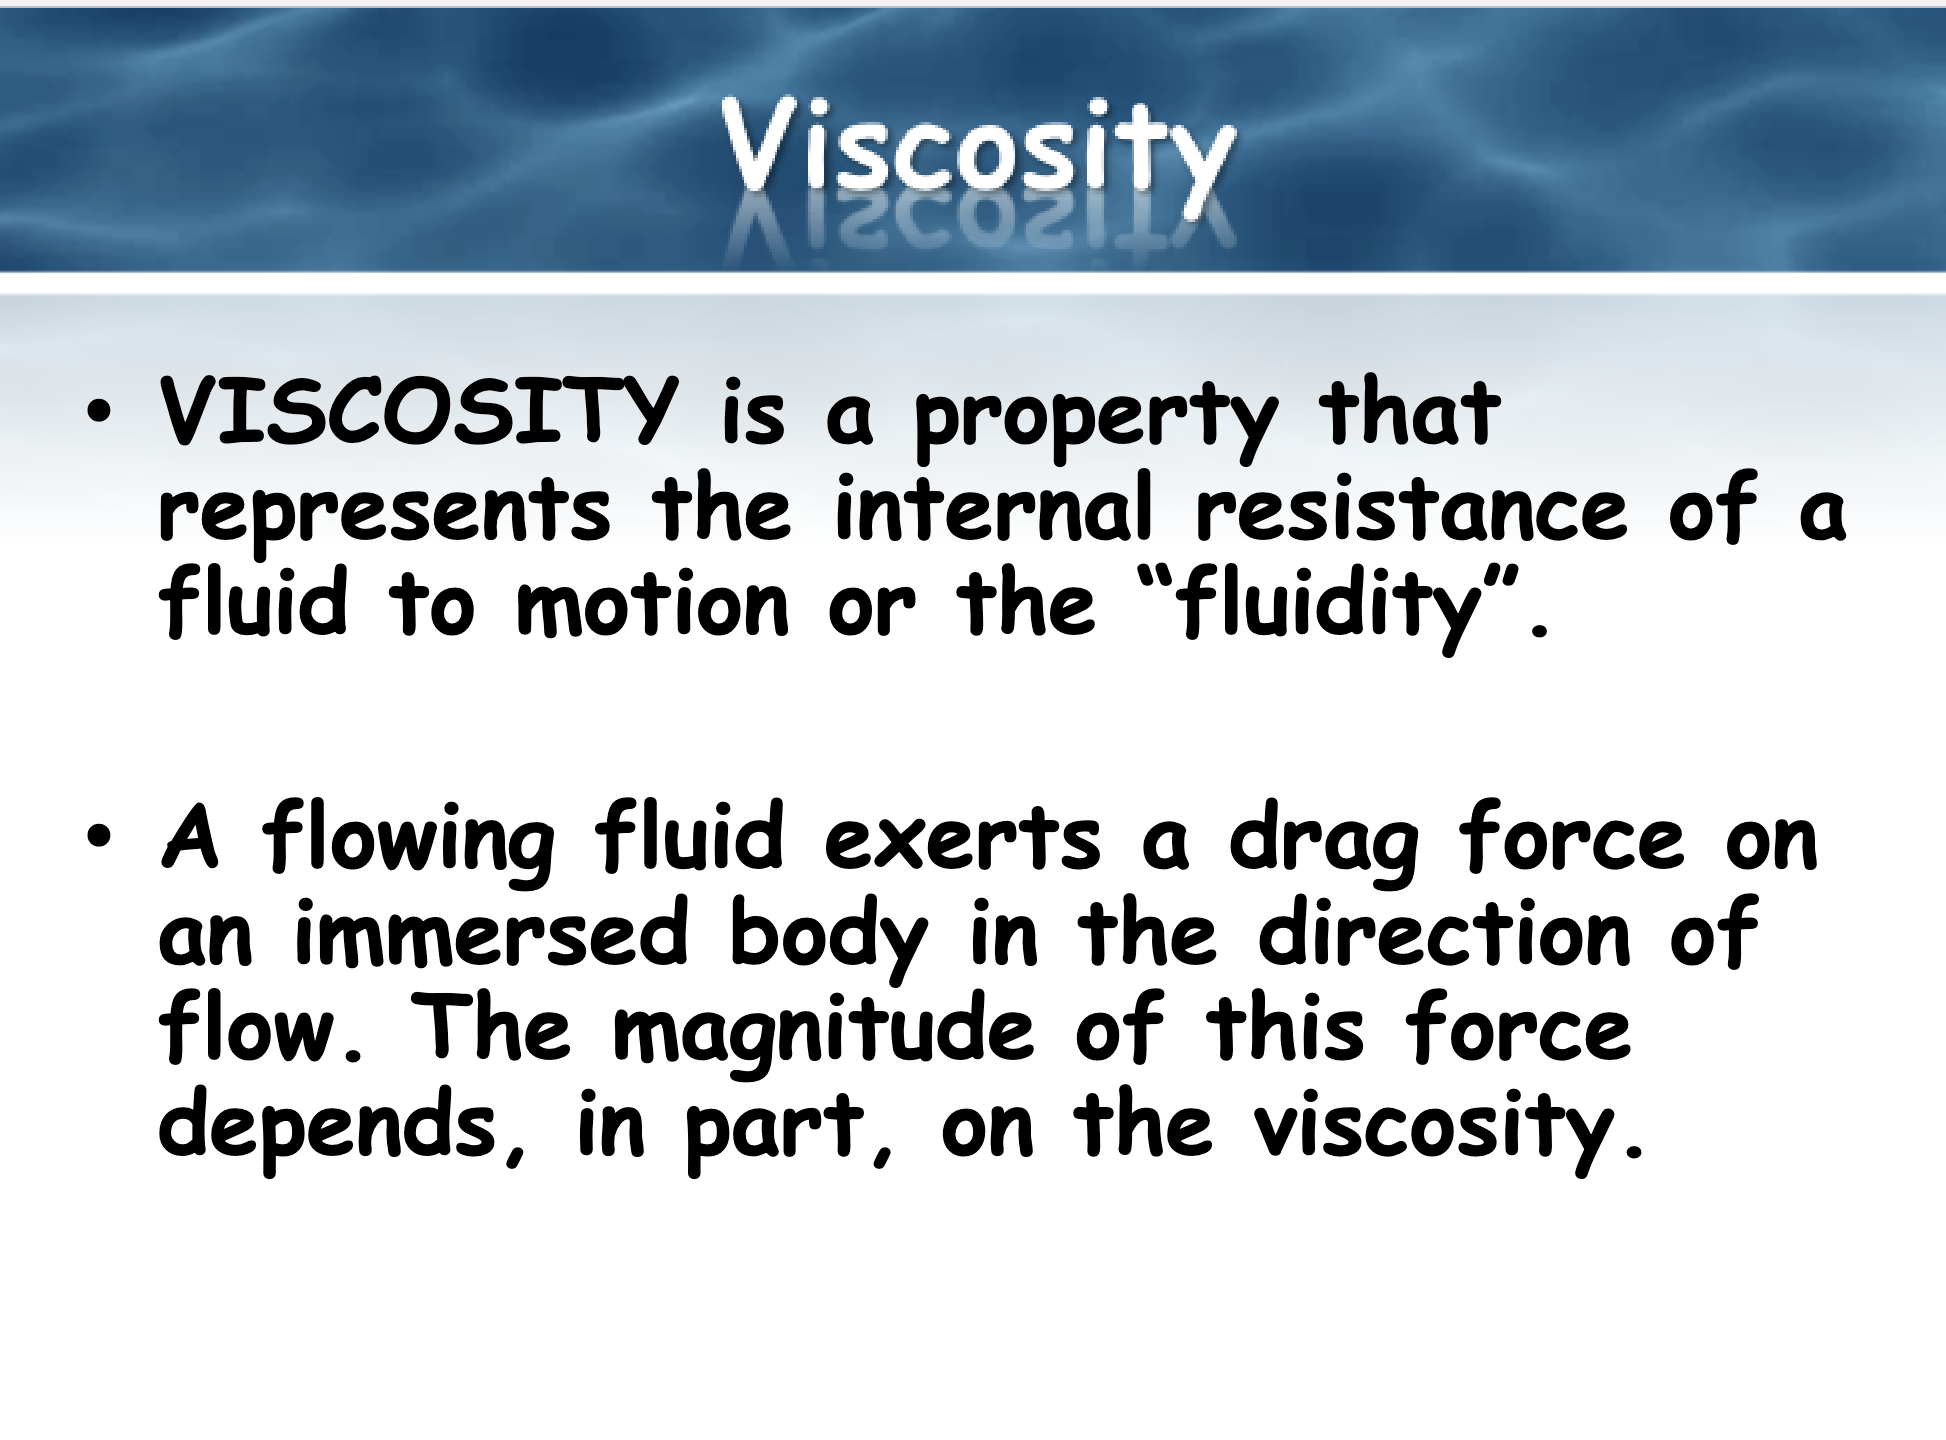 Viscosity
• VISCOSITY is a property that
represents the internal resistance of a
fluid to motion or the “fluidity”.
• A flowing fluid exerts a drag force on
an immersed body in the direction of
flow. The magnitude of this force
depends, in part, on the viscosity.